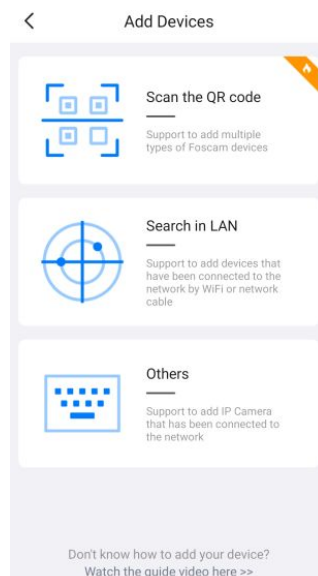 Add Devices
Scan the QR code
Support to add multiple
types of Foscam devices
Search in LAN
Support to add devices that
have been connected to the
network by WiFi or network
cable
Others
Support to add IP Camera
that has been connected to
the network
Don't know how to add your device?
Watch the guide video here >>